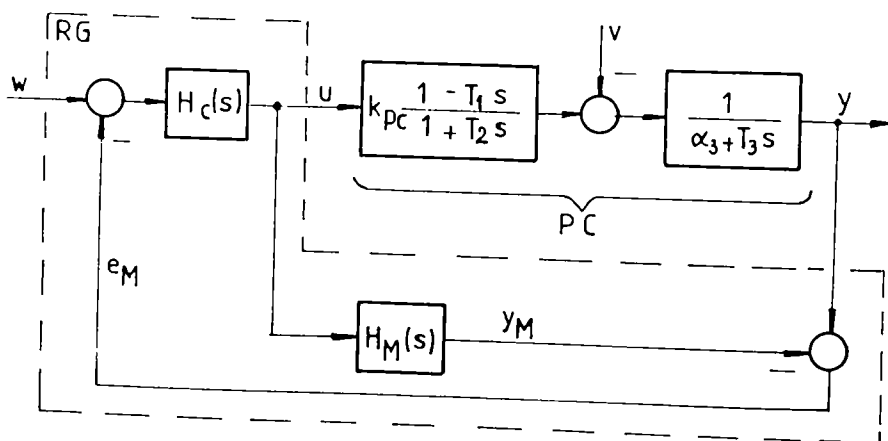 RG
w
H_C(s)
u
k_PC (1 - T_1 s)/(1 + T_2 s)
v
−
1/(α_3 + T_3 s)
y
−
PC
e_M
H_M(s)
y_M
−